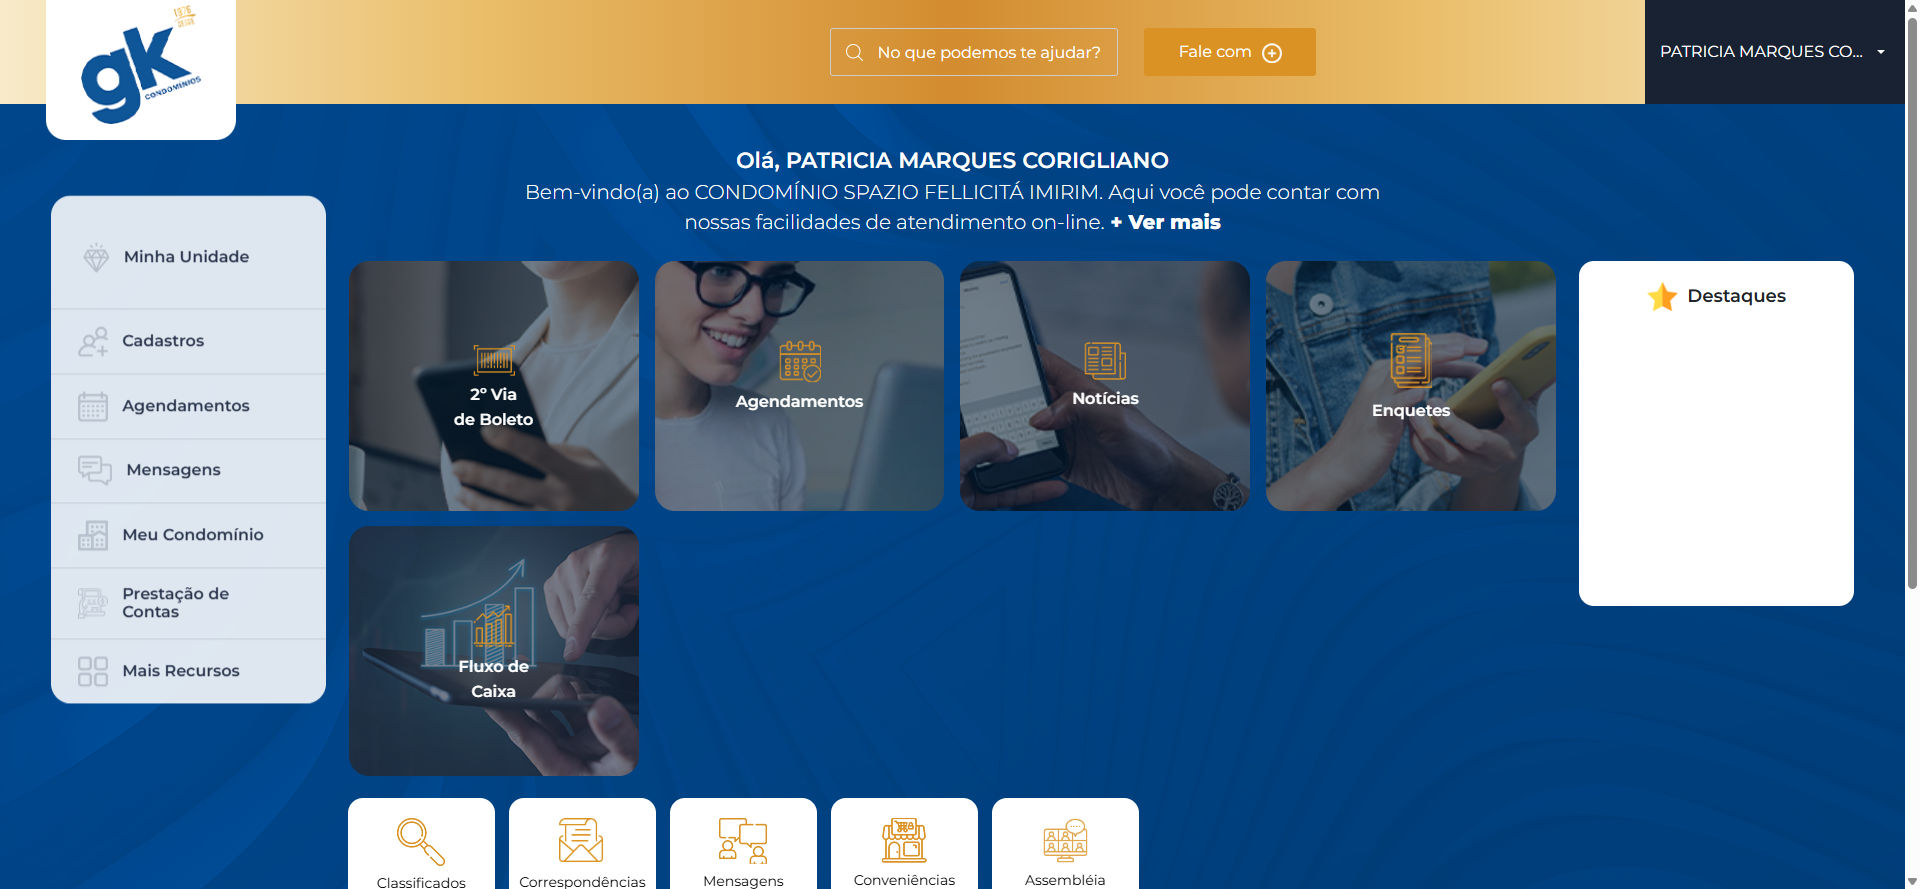 1976
gk
CONDOMINIOS
No que podemos te ajudar?
Fale com
PATRICIA MARQUES CO...
Olá, PATRICIA MARQUES CORIGLIANO
Bem-vindo(a) ao CONDOMÍNIO SPAZIO FELLICITÁ IMIRIM. Aqui você pode contar com
nossas facilidades de atendimento on-line. + Ver mais
Minha Unidade
Cadastros
Agendamentos
Mensagens
Meu Condomínio
Prestação de
Contas
Mais Recursos
2º Via
de Boleto
Agendamentos
Notícias
Enquetes
Fluxo de
Caixa
Destaques
Classificados
Correspondências
Mensagens
Conveniências
Assembléia